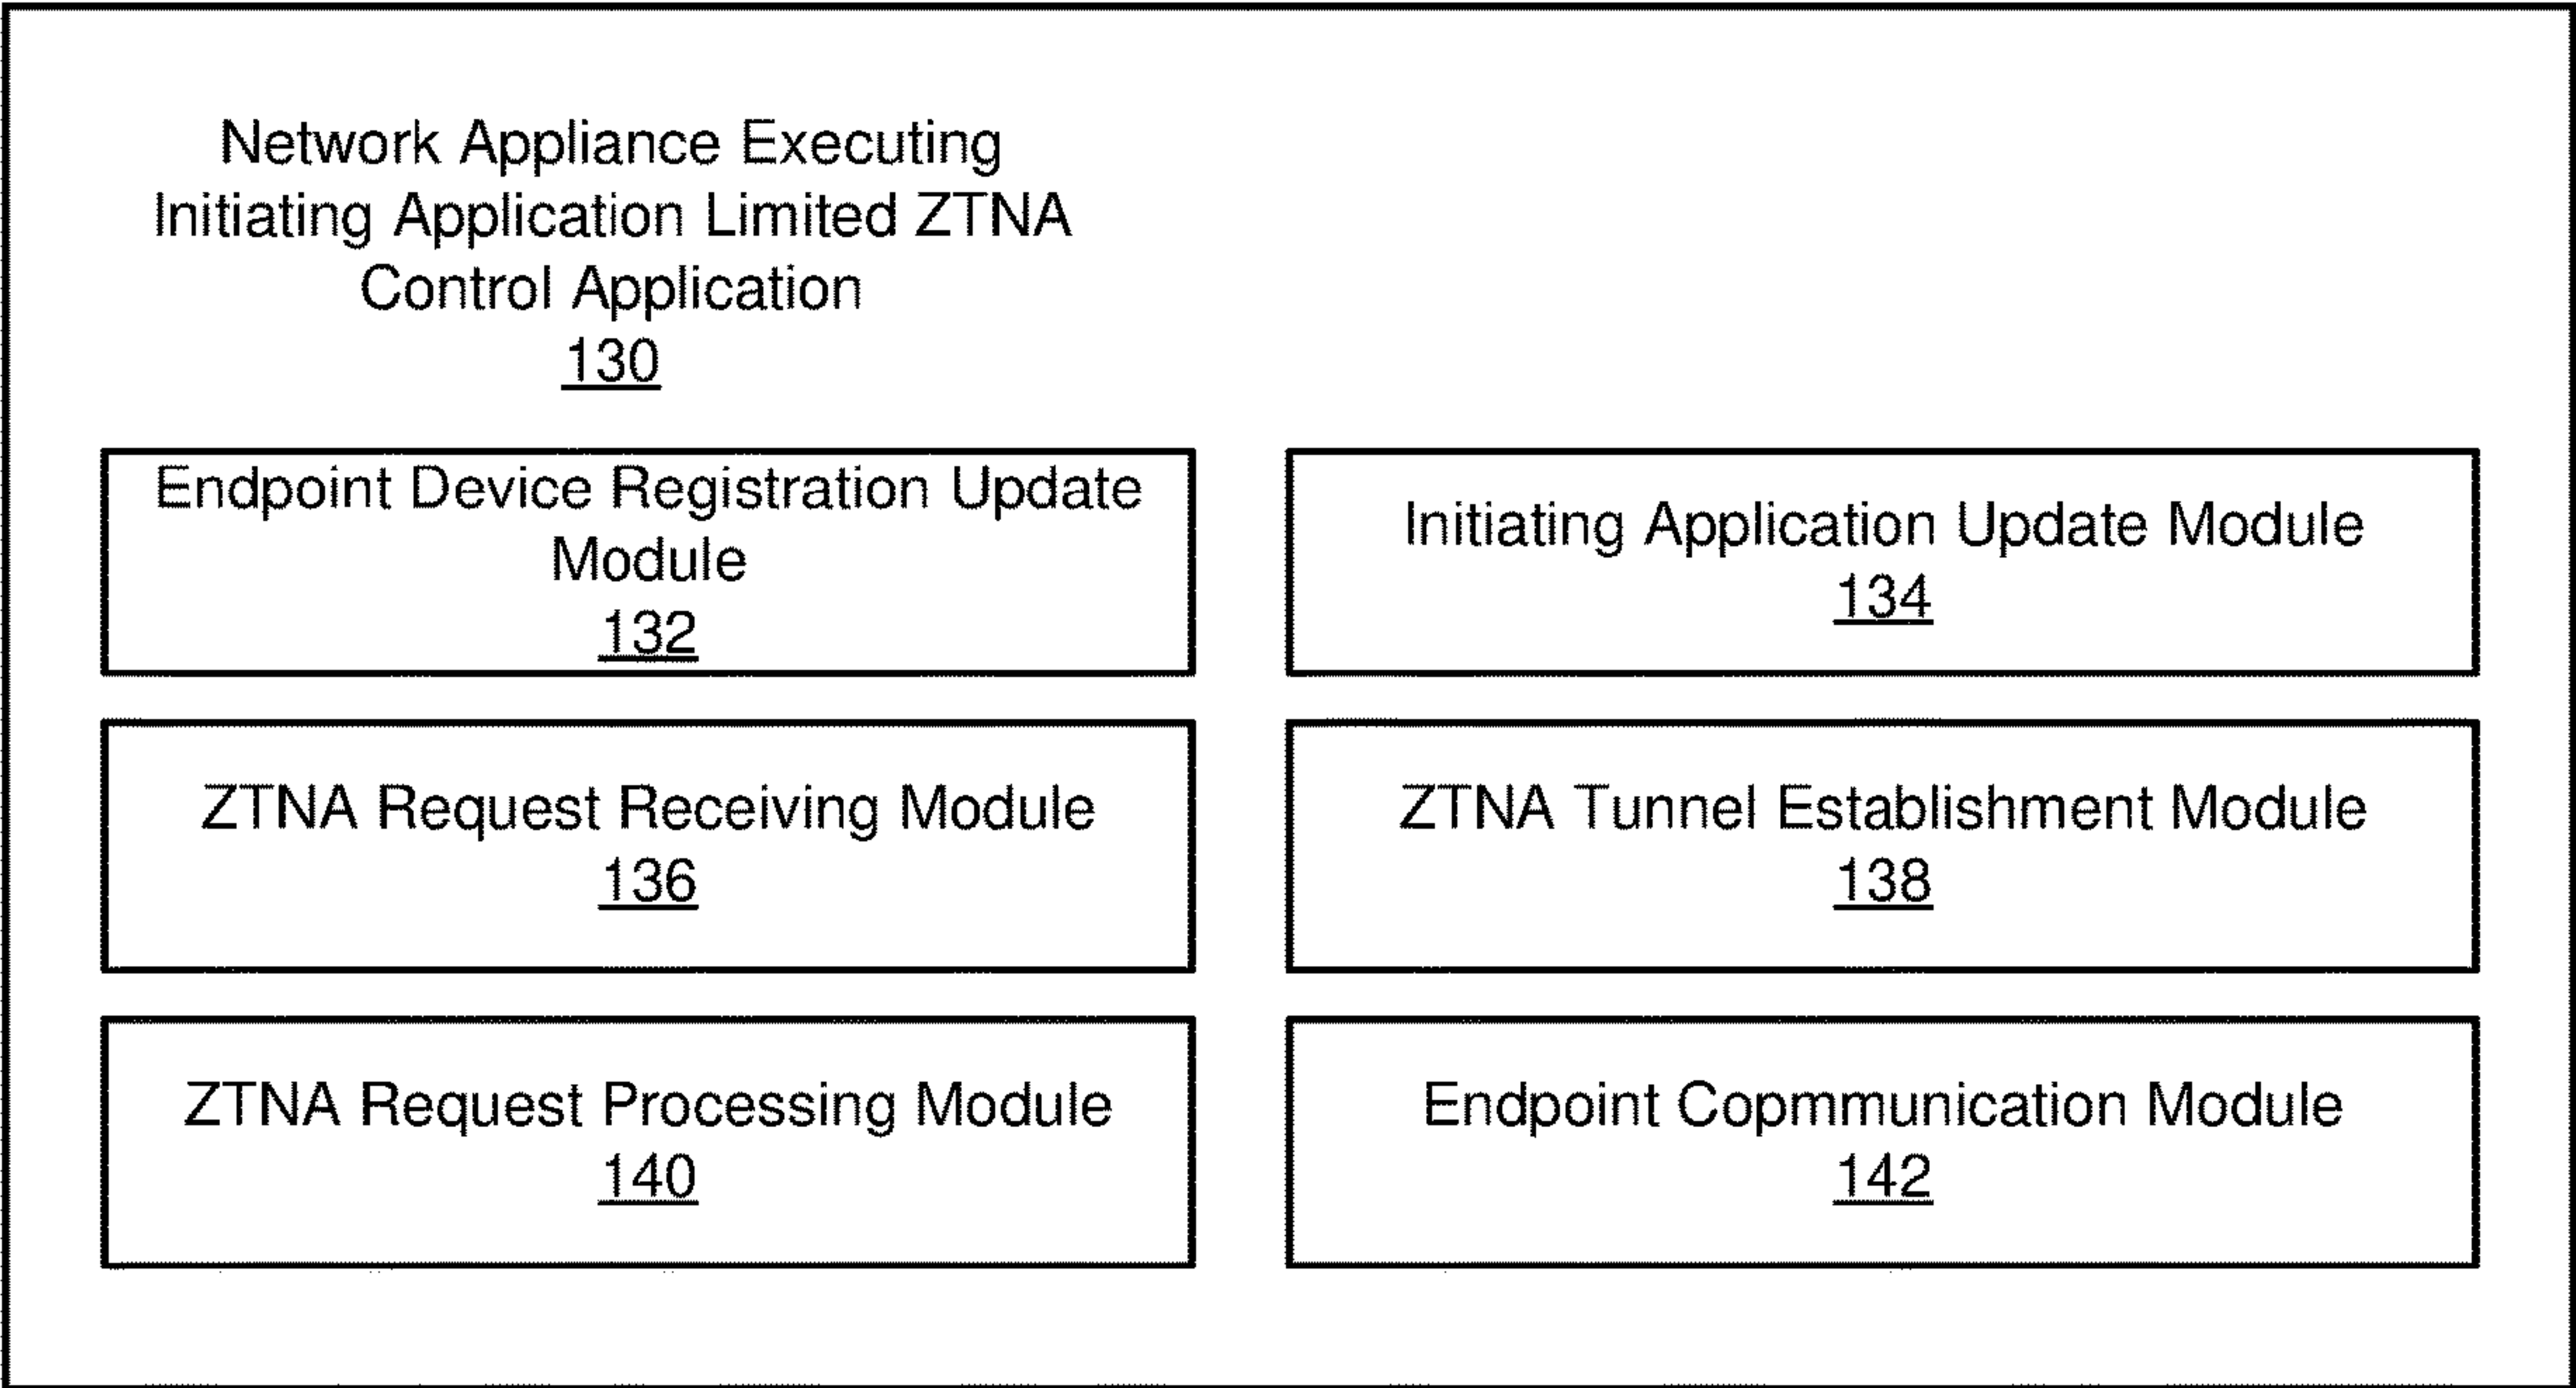 Network Appliance Executing
Initiating Application Limited ZTNA
Control Application
130
Endpoint Device Registration Update
Module
132
Initiating Application Update Module
134
ZTNA Request Receiving Module
136
ZTNA Tunnel Establishment Module
138
ZTNA Request Processing Module
140
Endpoint Copmmunication Module
142